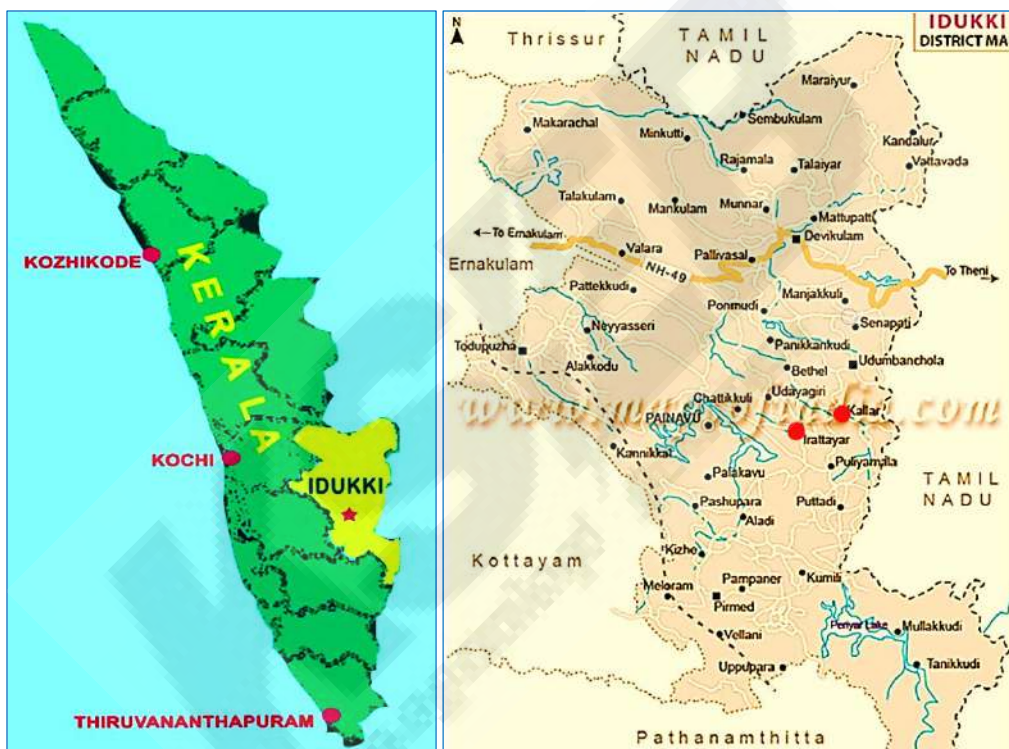 KOZHIKODE
KERALA
KOCHI
IDUKKI
THIRUVANANTHAPURAM
N
IDUKKI
DISTRICT MA
Thrissur
TAMIL
NADU
Maraiyur
Makarachal
Minkutti
Sembukulam
Kandalur
Rajamala
Talaiyar
Vattavada
Talakulam
Mankulam
Munnar
Mattupatti
To Ernakulam
Devikulam
Valara
Pallivasal
Ernakulam
NH-49
To Theni
Pattekkudi
Manjakkuli
Ponmudi
Senapati
Neyyasseri
Panikkankudi
Todupuzha
Alakkodu
Bethel
Udumbanchola
Udayagiri
Chattikkuli
Kallar
PAINAVU
Irattayar
Kannikkal
Puliyamala
Palakavu
TAMIL
NADU
Pashupara
Puttadi
Aladi
Kizho
Kottayam
Pampaner
Kumili
Meloram
Pirmed
Periyar Lake
Mullakkudi
Vellani
Uppupara
Tanikkudi
Pathanamthitta